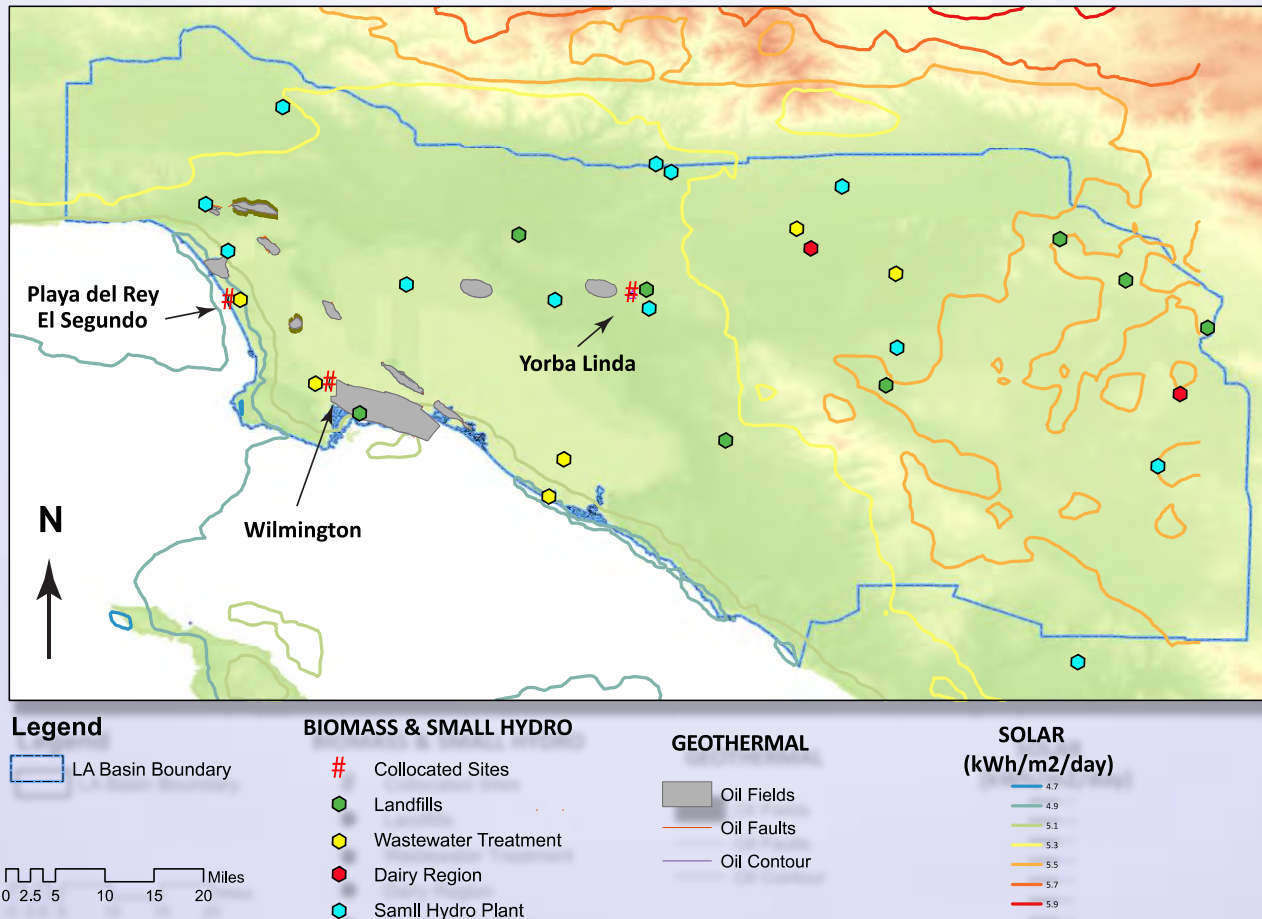 Playa del Rey
El Segundo
Yorba Linda
Wilmington
N
Legend
LA Basin Boundary
Miles
0 2.5 5 10 15 20
BIOMASS & SMALL HYDRO
# Collocated Sites
Landfills
Wastewater Treatment
Dairy Region
Samll Hydro Plant
GEOTHERMAL
Oil Fields
Oil Faults
Oil Contour
SOLAR
(kWh/m2/day)
4.7
4.9
5.1
5.3
5.5
5.7
5.9